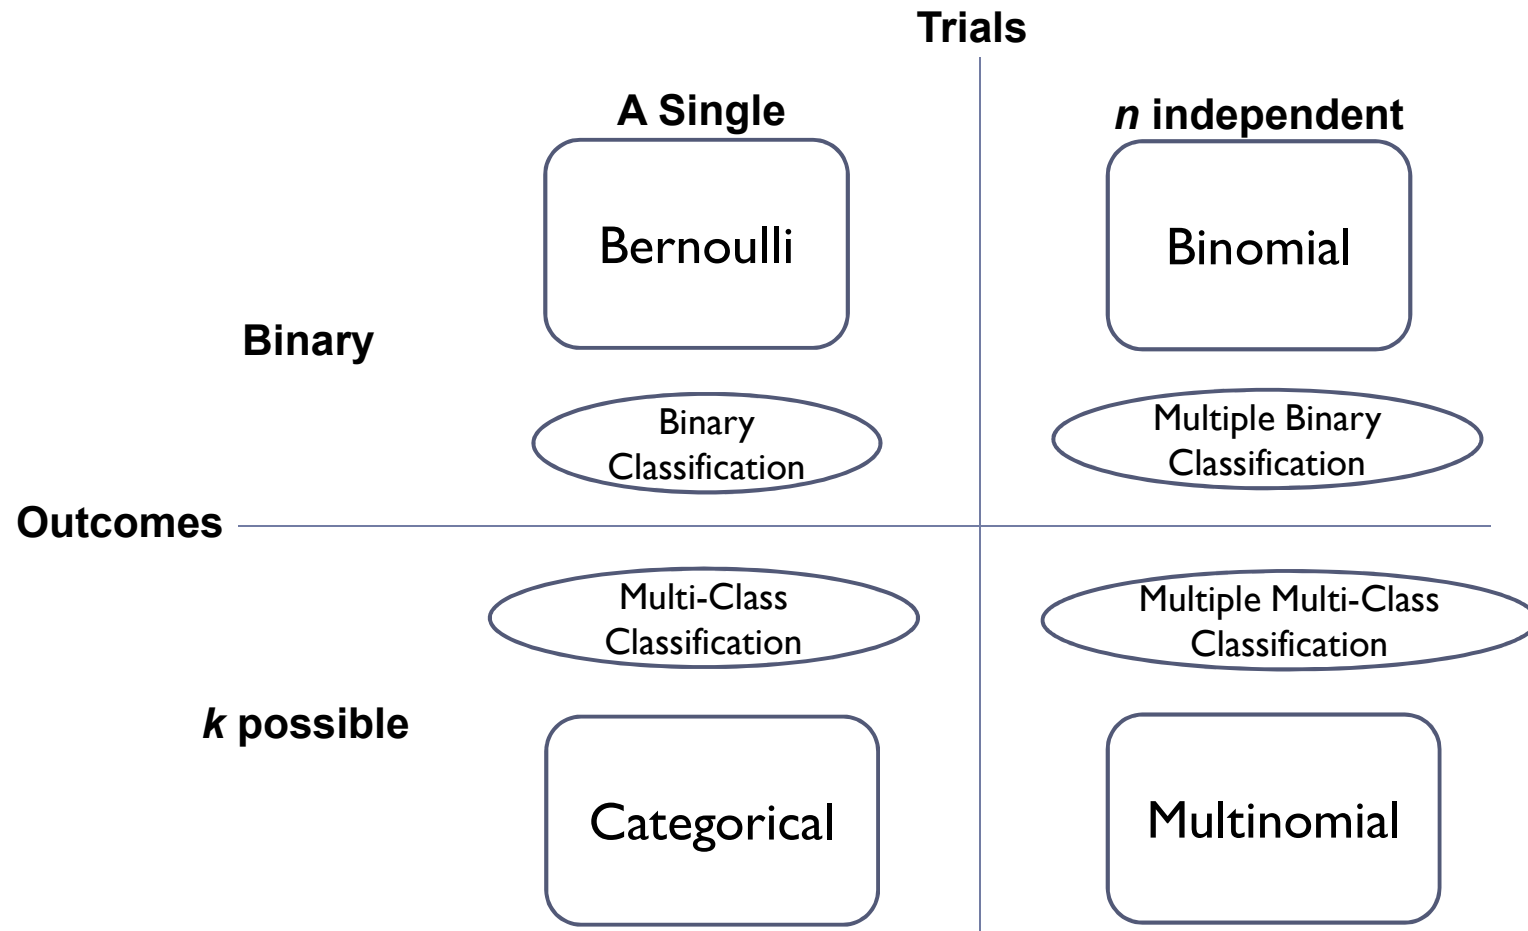 Trials
A Single
n independent
Bernoulli
Binomial
Binary
Binary
Classification
Multiple Binary
Classification
Outcomes
Multi-Class
Classification
Multiple Multi-Class
Classification
k possible
Categorical
Multinomial